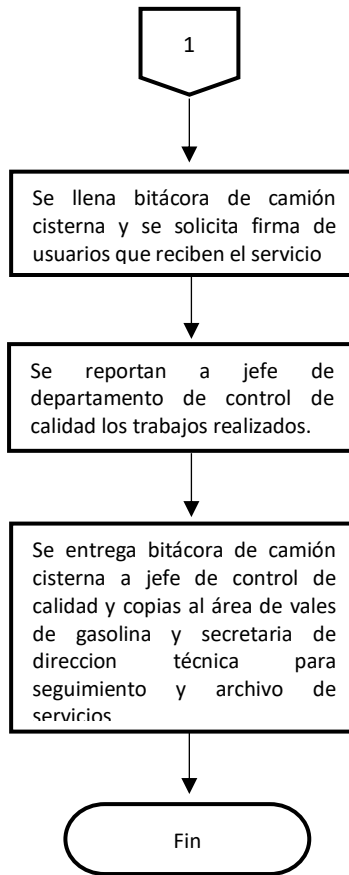 1
Se llena bitácora de camión
cisterna y se solicita firma de
usuarios que reciben el servicio
Se reportan a jefe de
departamento de control de
calidad los trabajos realizados.
Se entrega bitácora de camión
cisterna a jefe de control de
calidad y copias al área de vales
de gasolina y secretaria de
direccion técnica para
seguimiento y archivo de
servicios
Fin